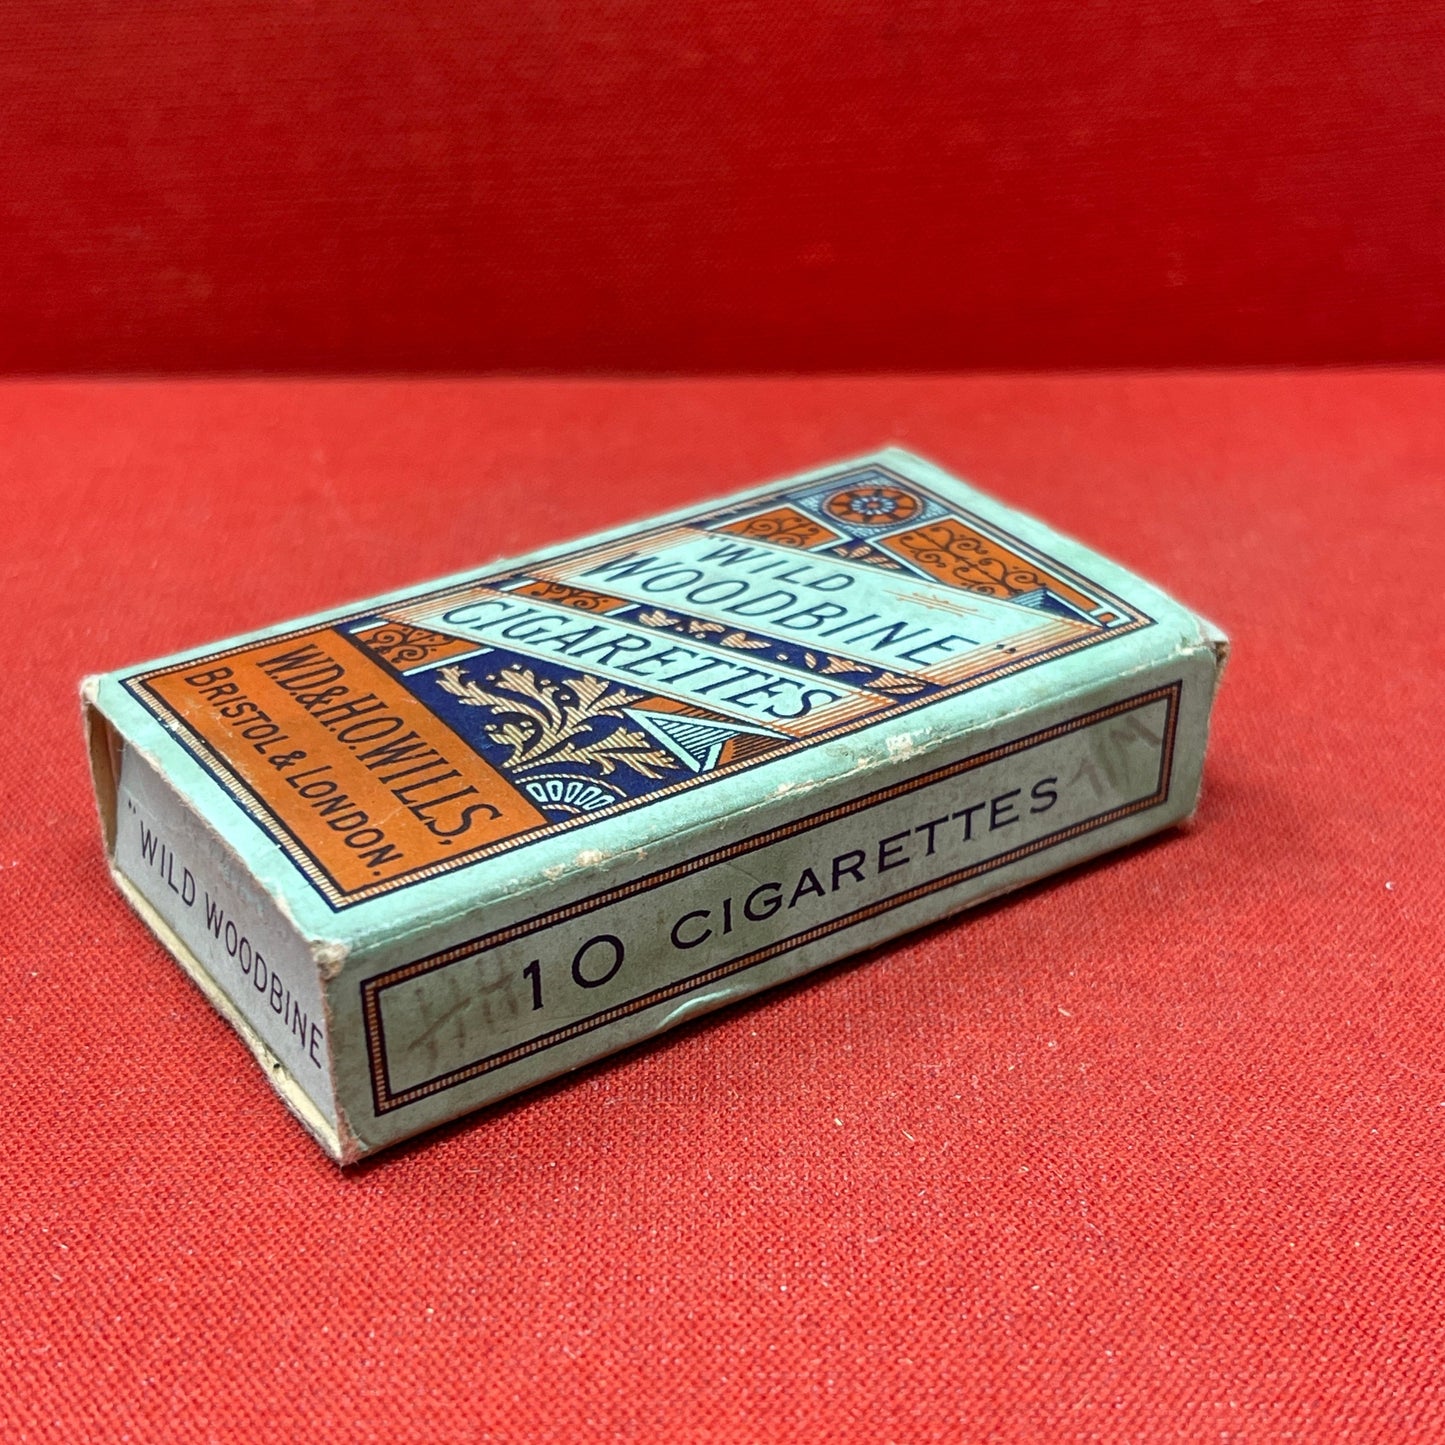 "WILD
WOODBINE"
CIGARETTES
W.D.&H.O.WILLS,
BRISTOL & LONDON.
10 CIGARETTES
"WILD WOODBINE